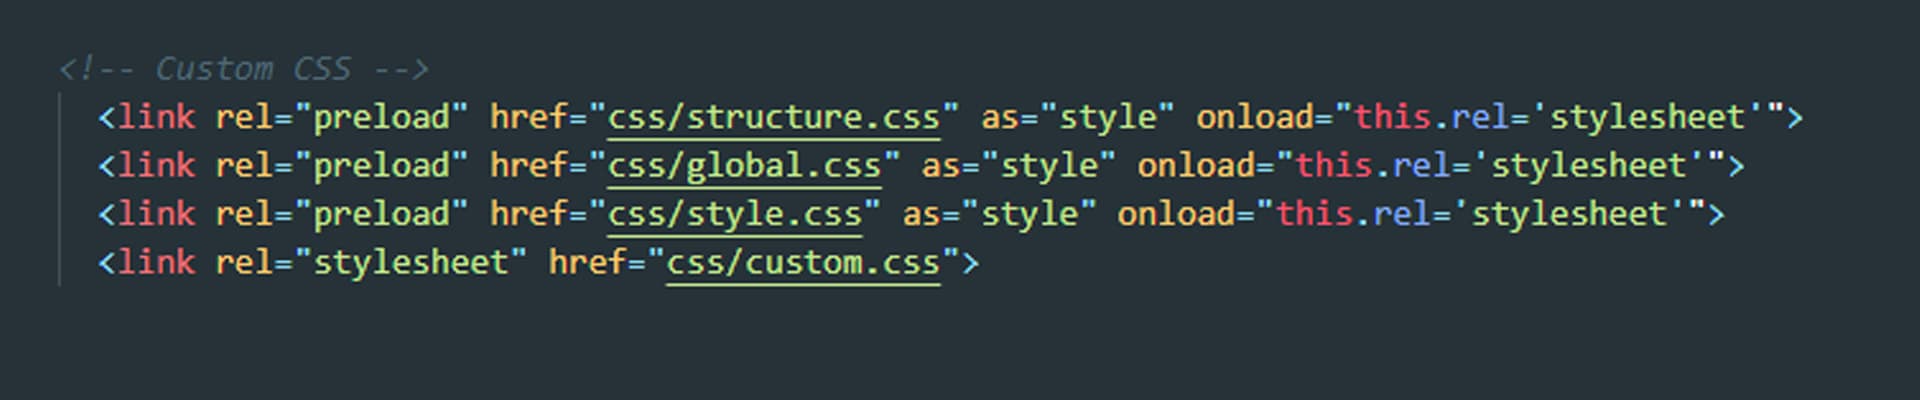 <!-- Custom CSS -->
<link rel="preload" href="css/structure.css" as="style" onload="this.rel='stylesheet'">
<link rel="preload" href="css/global.css" as="style" onload="this.rel='stylesheet'">
<link rel="preload" href="css/style.css" as="style" onload="this.rel='stylesheet'">
<link rel="stylesheet" href="css/custom.css">